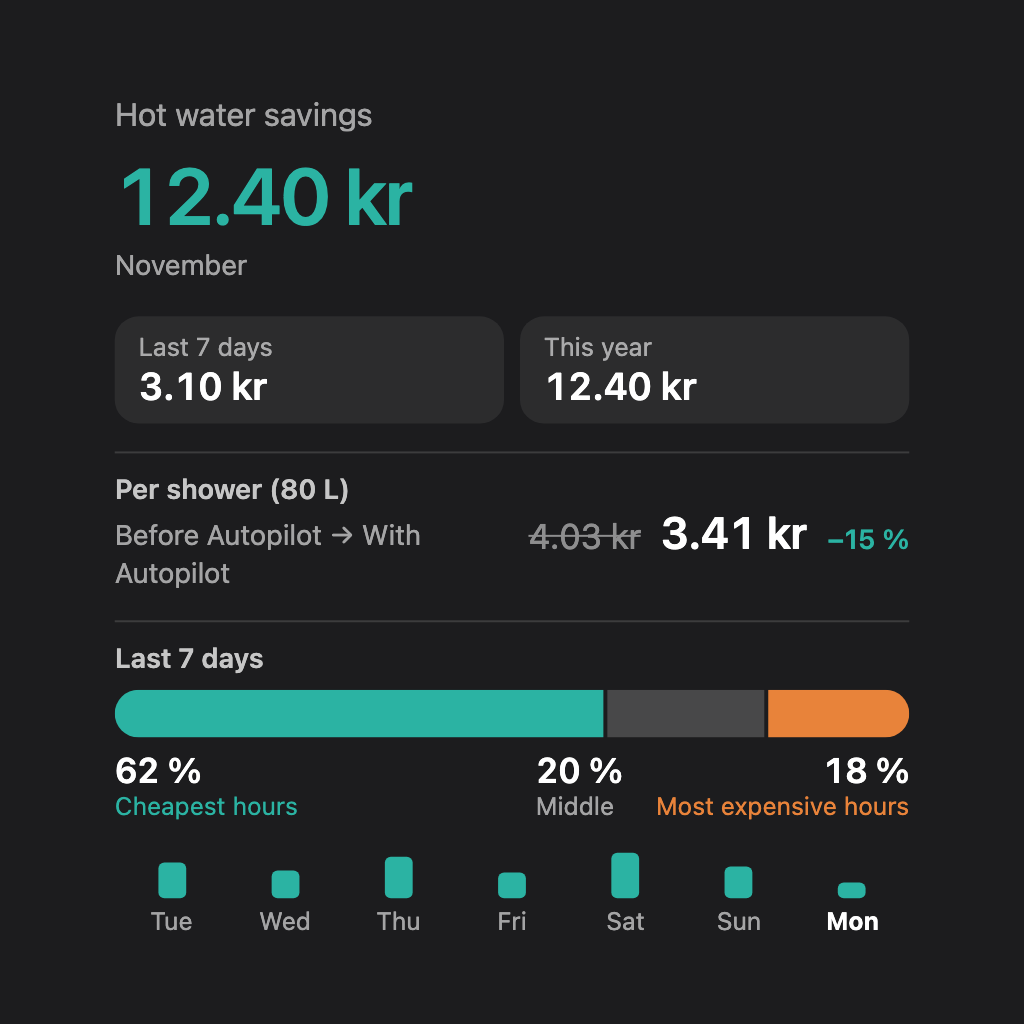 Hot water savings
12.40 kr
November
Last 7 days
3.10 kr
This year
12.40 kr
Per shower (80 L)
Before Autopilot → With
Autopilot
4.03 kr 3.41 kr −15 %
Last 7 days
62 %
Cheapest hours
20 %
Middle
18 %
Most expensive hours
Tue Wed Thu Fri Sat Sun Mon